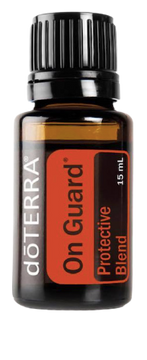 dōTERRA®
On Guard®
Protective
Blend
15 mL